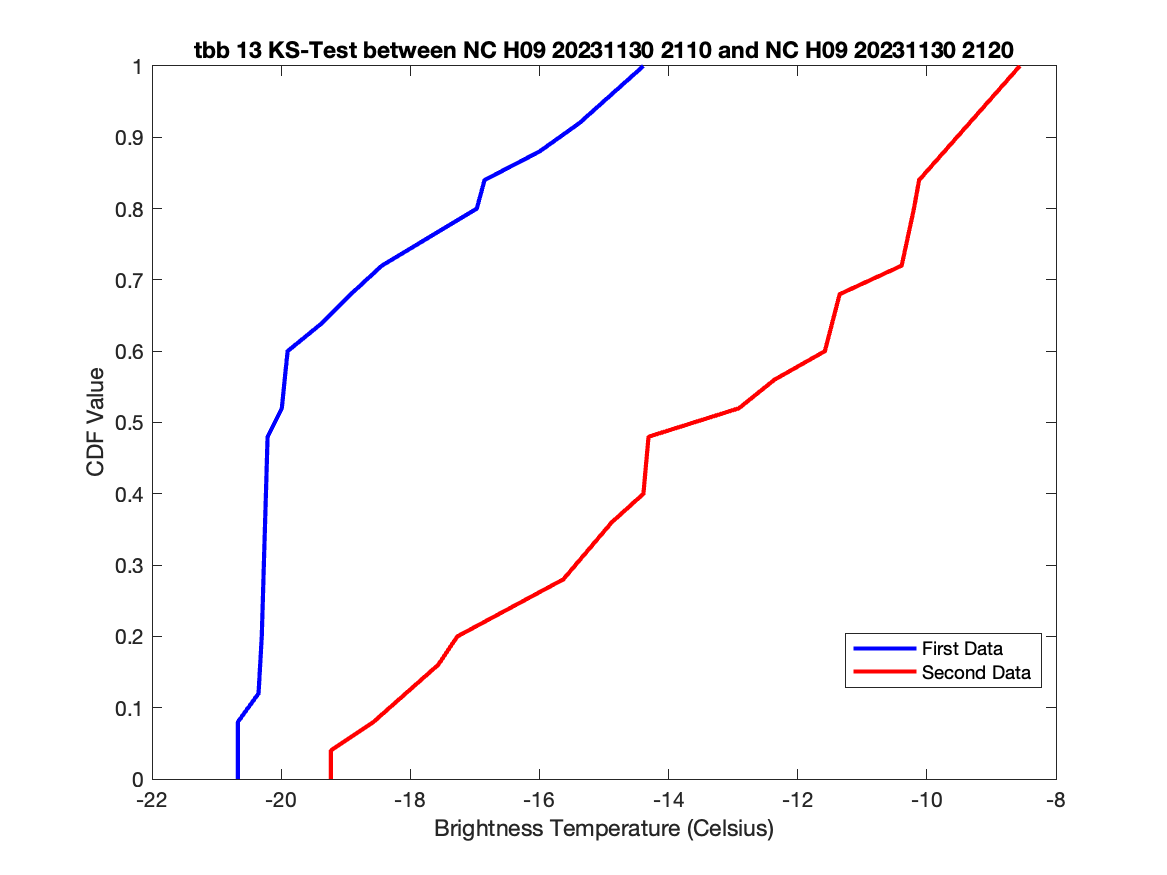 tbb 13 KS-Test between NC H09 20231130 2110 and NC H09 20231130 2120
1
0.9
0.8
0.7
0.6
0.5
0.4
0.3
0.2
0.1
0
CDF Value
First Data
Second Data
-22 -20 -18 -16 -14 -12 -10 -8
Brightness Temperature (Celsius)